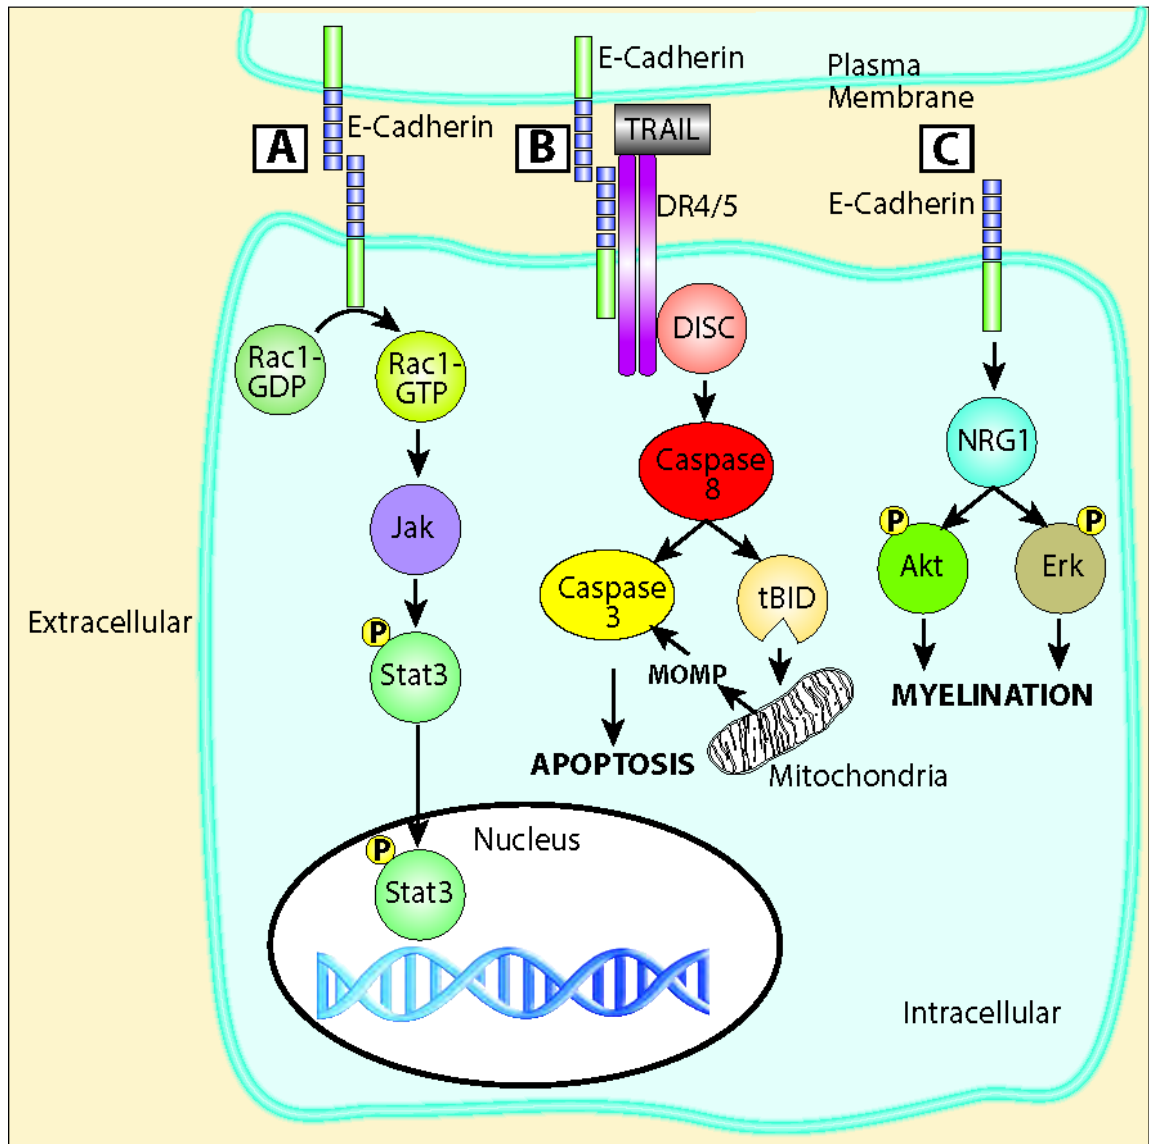 E-Cadherin
E-Cadherin
Plasma
Membrane
A
E-Cadherin
B
TRAIL
C
DR4/5
E-Cadherin
Rac1-
GDP
Rac1-
GTP
DISC
Jak
Caspase
8
NRG1
P
Akt
P
Erk
Caspase
3
tBID
Extracellular
P
Stat3
MOMP
MYELINATION
APOPTOSIS
Mitochondria
Nucleus
P
Stat3
Intracellular